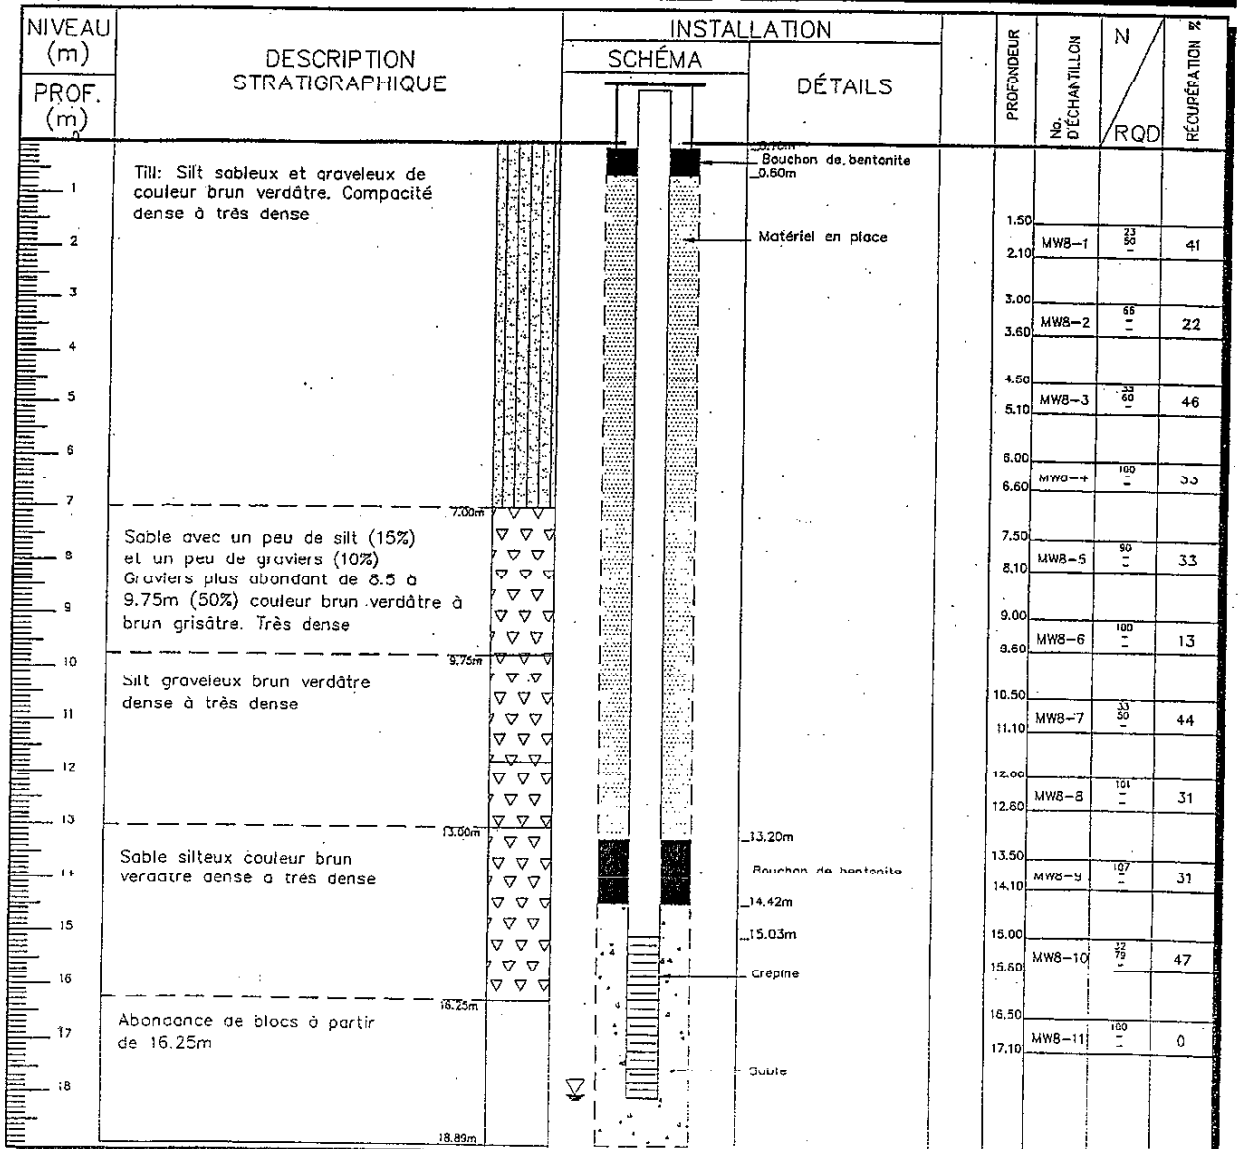 NIVEAU
(m)
PROF.
(m)
0
DESCRIPTION
STRATIGRAPHIQUE
INSTALLATION
SCHÉMA
DÉTAILS
PROFONDEUR
No.
D'ÉCHANTILLON
N
RQD
RÉCUPÉRATION %
1
2
3
4
5
6
7
8
9
10
11
12
13
14
15
16
17
18
Till: Silt sableux et graveleux de
couleur brun verdâtre. Compacité
dense à très dense
7.00m
Sable avec un peu de silt (15%)
et un peu de graviers (10%)
Graviers plus abondant de 8.5 à
9.75m (50%) couleur brun verdâtre à
brun grisâtre. Très dense
9.75m
Silt graveleux brun verdâtre
dense à très dense
13.00m
Sable silteux couleur brun
verdâtre dense à très dense
16.25m
Abondance de blocs à partir
de 16.25m
18.89m
Bouchon de bentonite
0.60m
Matériel en place
13.20m
Bouchon de bentonite
14.42m
15.03m
Crépine
Sable
1.50
2.10 MW8-1 23 50 - 41
3.00
3.60 MW8-2 - - 22
4.50
5.10 MW8-3 60 - 46
6.00
6.60 MW8-4 100 - - 33
7.50
8.10 MW8-5 90 - - 33
9.00
9.60 MW8-6 100 - - 13
10.50
11.10 MW8-7 33 50 - 44
12.00
12.60 MW8-8 101 - - 31
13.50
14.10 MW8-9 107 - - 31
15.00
15.60 MW8-10 79 - 47
16.50
17.10 MW8-11 100 - - 0